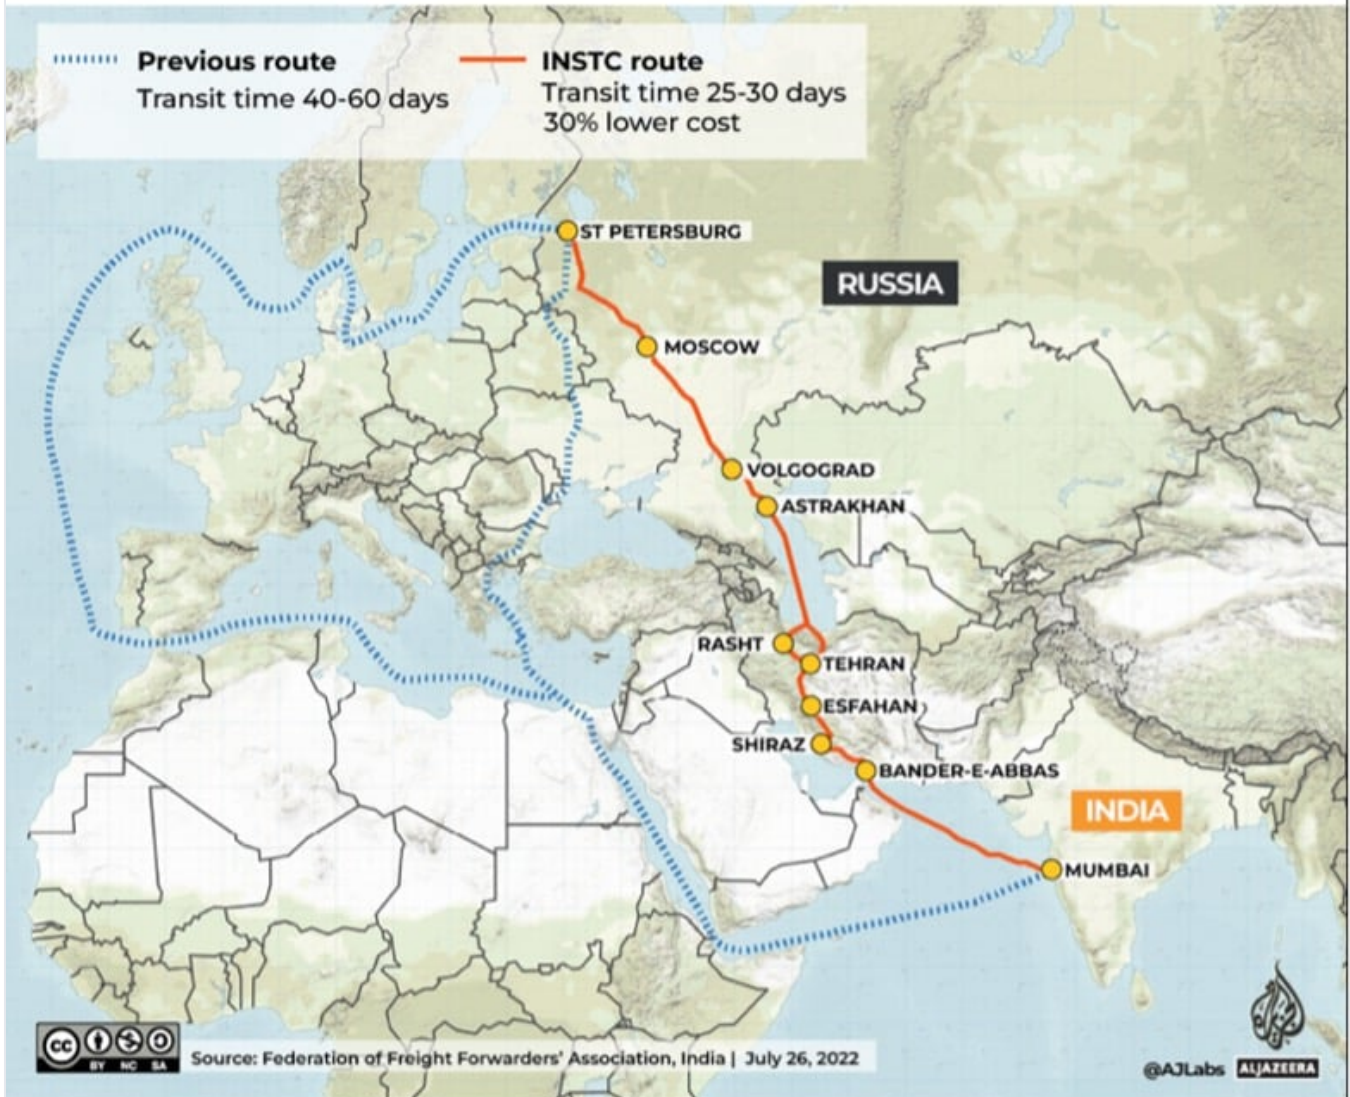 Previous route
Transit time 40-60 days
INSTC route
Transit time 25-30 days
30% lower cost
ST PETERSBURG
RUSSIA
MOSCOW
VOLGOGRAD
ASTRAKHAN
RASHT
TEHRAN
ESFAHAN
SHIRAZ
BANDER-E-ABBAS
INDIA
MUMBAI
cc
BY NC SA
Source: Federation of Freight Forwarders' Association, India | July 26, 2022
@AJLabs
ALJAZEERA